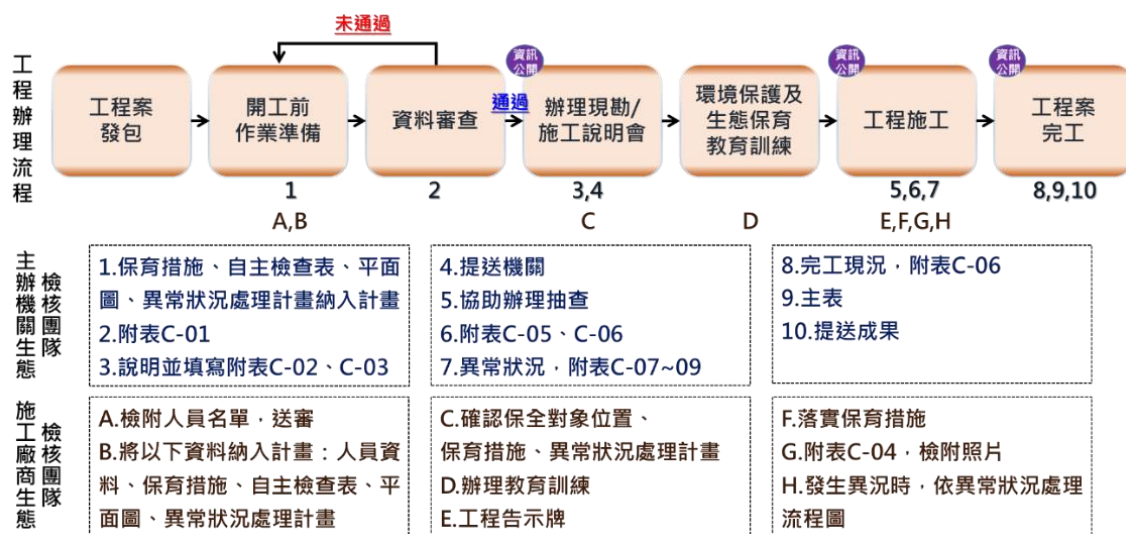 未通過
工程辦理流程
工程案
發包
開工前
作業準備
資料審查
通過
資訊
公開
辦理現勘/
施工說明會
環境保護及
生態保育
教育訓練
資訊
公開
工程施工
資訊
公開
工程案
完工
1
2
3,4
5,6,7
8,9,10
A,B
C
D
E,F,G,H
主辦機關生態
檢核團隊
1.保育措施、自主檢查表、平面
圖、異常狀況處理計畫納入計畫
2.附表C-01
3.說明並填寫附表C-02、C-03
4.提送機關
5.協助辦理抽查
6.附表C-05、C-06
7.異常狀況，附表C-07~09
8.完工現況，附表C-06
9.主表
10.提送成果
施工廠商生態
檢核團隊
A.檢附人員名單，送審
B.將以下資料納入計畫：人員資
料、保育措施、自主檢查表、平
面圖、異常狀況處理計畫
C.確認保全對象位置、
保育措施、異常狀況處理計畫
D.辦理教育訓練
E.工程告示牌
F.落實保育措施
G.附表C-04，檢附照片
H.發生異況時，依異常狀況處理
流程圖